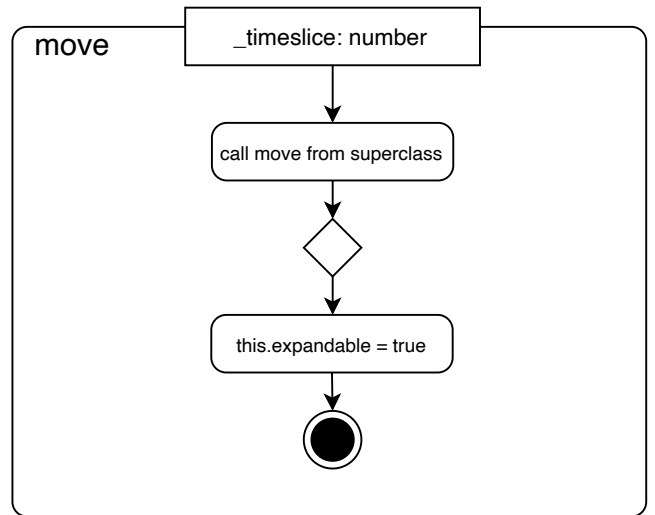 move
_timeslice: number
call move from superclass
this.expandable = true